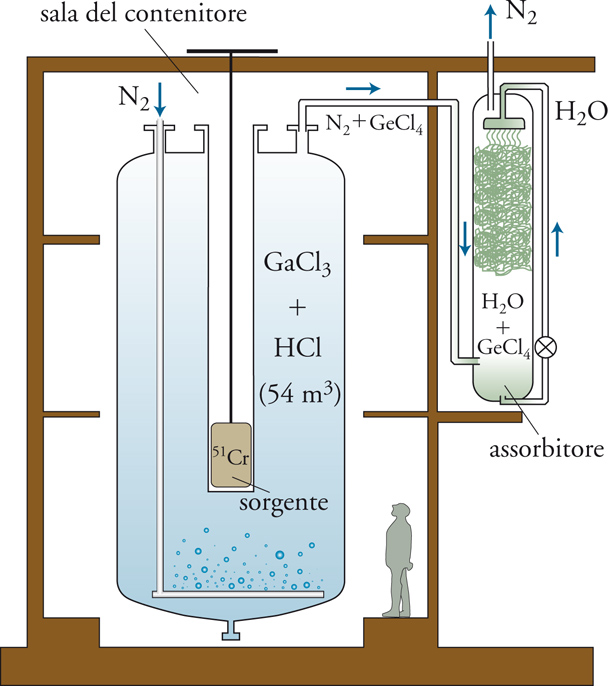 sala del contenitore
N₂
N₂
N₂+GeCl₄
H₂O
GaCl₃
+
HCl
(54 m³)
H₂O
+
GeCl₄
⁵¹Cr
sorgente
assorbitore